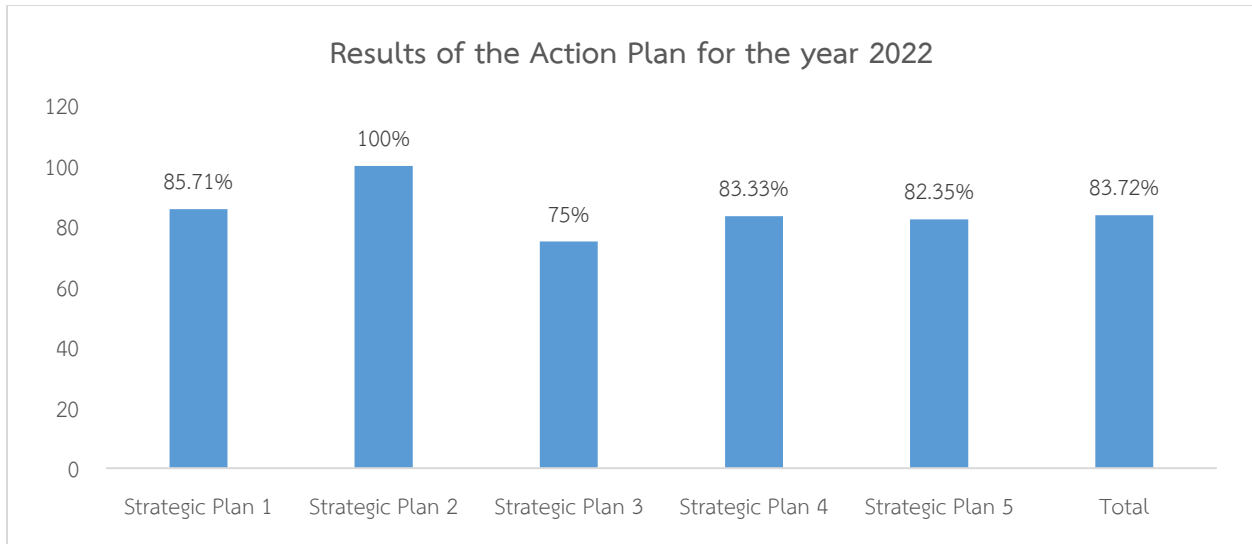 Results of the Action Plan for the year 2022
120
100
80
60
40
20
0
85.71%
100%
75%
83.33%
82.35%
83.72%
Strategic Plan 1
Strategic Plan 2
Strategic Plan 3
Strategic Plan 4
Strategic Plan 5
Total